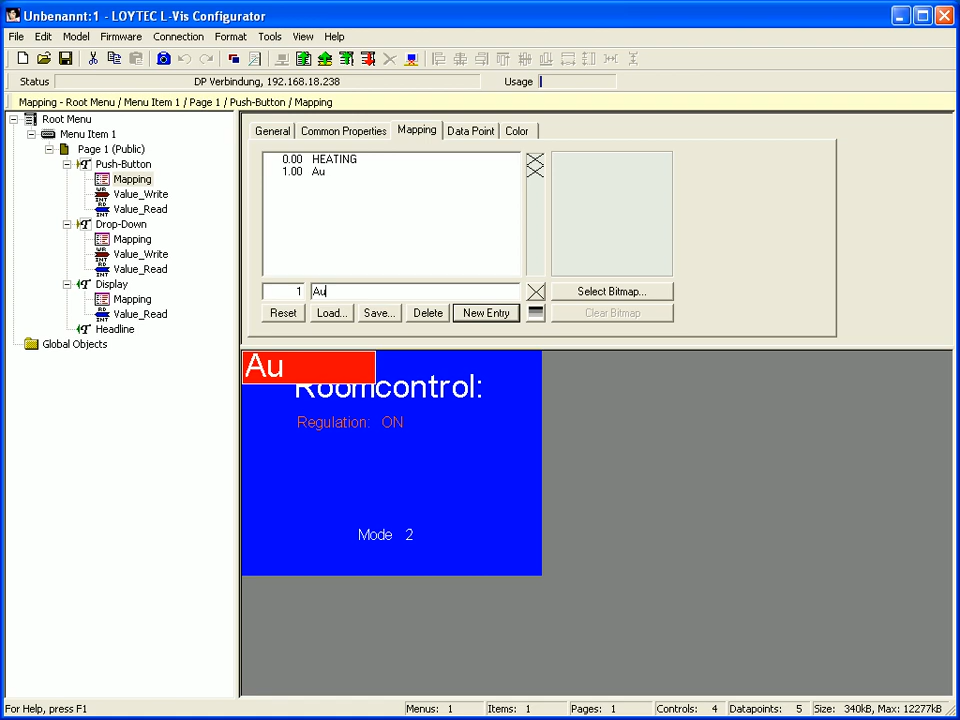 Unbenannt:1 - LOYTEC L-Vis Configurator
File Edit Model Firmware Connection Format Tools View Help
Status DP Verbindung, 192.168.18.238 Usage
Mapping - Root Menu / Menu Item 1 / Page 1 / Push-Button / Mapping
Root Menu
Menu Item 1
Page 1 (Public)
Push-Button
Mapping
Value_Write
Value_Read
Drop-Down
Mapping
Value_Write
Value_Read
Display
Mapping
Value_Read
Headline
Global Objects
General Common Properties Mapping Data Point Color
0.00 HEATING
1.00 Au
1 Au
Select Bitmap...
Reset Load... Save... Delete New Entry Clear Bitmap
Au
Roomcontrol:
Regulation: ON
Mode 2
For Help, press F1 Menus: 1 Items: 1 Pages: 1 Controls: 4 Datapoints: 5 Size: 340kB, Max: 12277kB